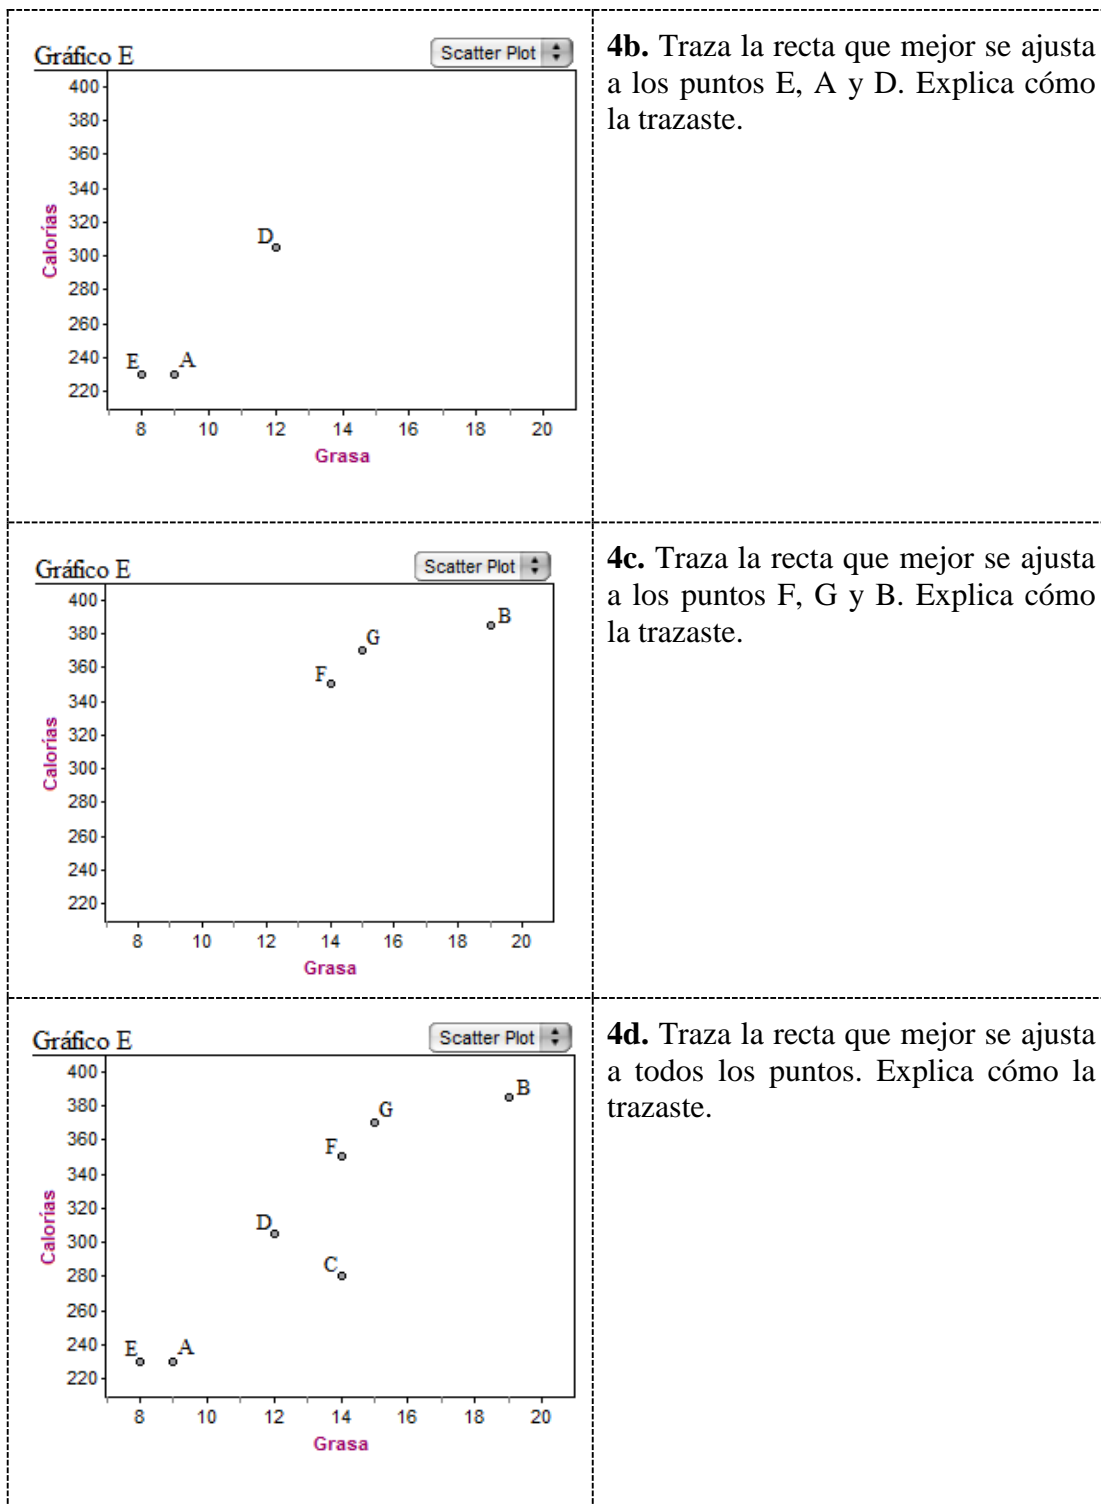 Gráfico E
Scatter Plot
400
380
360
340
320
300
280
260
240
220
Calorías
D
E
A
8 10 12 14 16 18 20
Grasa
4b. Traza la recta que mejor se ajusta
a los puntos E, A y D. Explica cómo
la trazaste.
Gráfico E
Scatter Plot
400
380
360
340
320
300
280
260
240
220
Calorías
B
G
F
8 10 12 14 16 18 20
Grasa
4c. Traza la recta que mejor se ajusta
a los puntos F, G y B. Explica cómo
la trazaste.
Gráfico E
Scatter Plot
400
380
360
340
320
300
280
260
240
220
Calorías
B
G
F
D
C
E
A
8 10 12 14 16 18 20
Grasa
4d. Traza la recta que mejor se ajusta
a todos los puntos. Explica cómo la
trazaste.